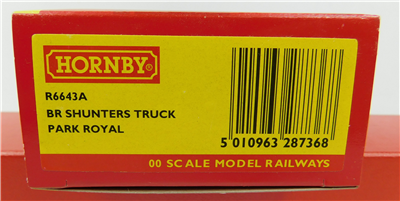 HORNBY
R6643A
BR SHUNTERS TRUCK
PARK ROYAL
5 010963 287368
00 SCALE MODEL RAILWAYS